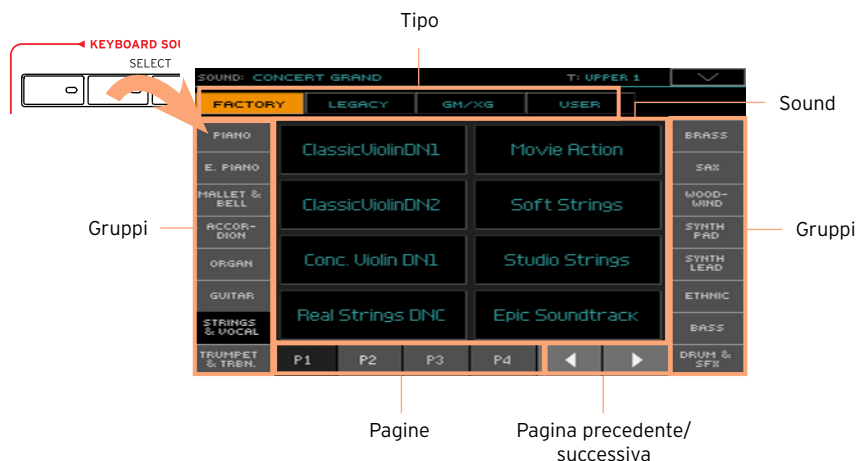 Tipo
KEYBOARD SOU
SELECT
SOUND: CONCERT GRAND
T: UPPER 1
FACTORY
LEGACY
GM/XG
USER
Sound
Gruppi
PIANO
E. PIANO
MALLET &
BELL
ACCOR-
DION
ORGAN
GUITAR
STRINGS
& VOCAL
TRUMPET
& TRBN.
ClassicViolinDN1
Movie Action
ClassicViolinDN2
Soft Strings
Conc. Violin DN1
Studio Strings
Real Strings DNC
Epic Soundtrack
BRASS
SAX
WOOD-
WIND
SYNTH
PAD
SYNTH
LEAD
ETHNIC
BASS
DRUM &
SFX
Gruppi
P1
P2
P3
P4
Pagine
Pagina precedente/
successiva